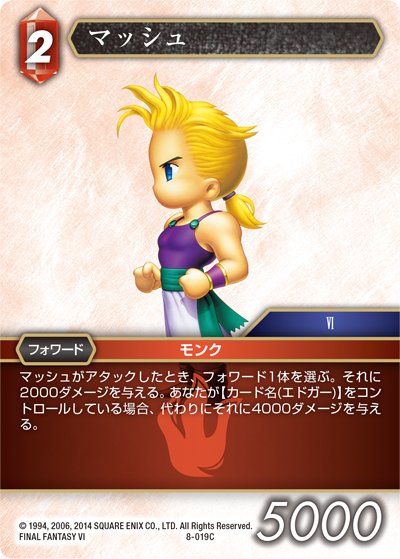 2
マッシュ
VI
フォワード
モンク
マッシュがアタックしたとき、フォワード1体を選ぶ。それに
2000ダメージを与える。あなたが【カード名(エドガー)】をコ
ントロールしている場合、代わりにそれに4000ダメージを与え
る。
© 1994, 2006, 2014 SQUARE ENIX CO., LTD. All Rights Reserved.
FINAL FANTASY VI
8-019C
5000